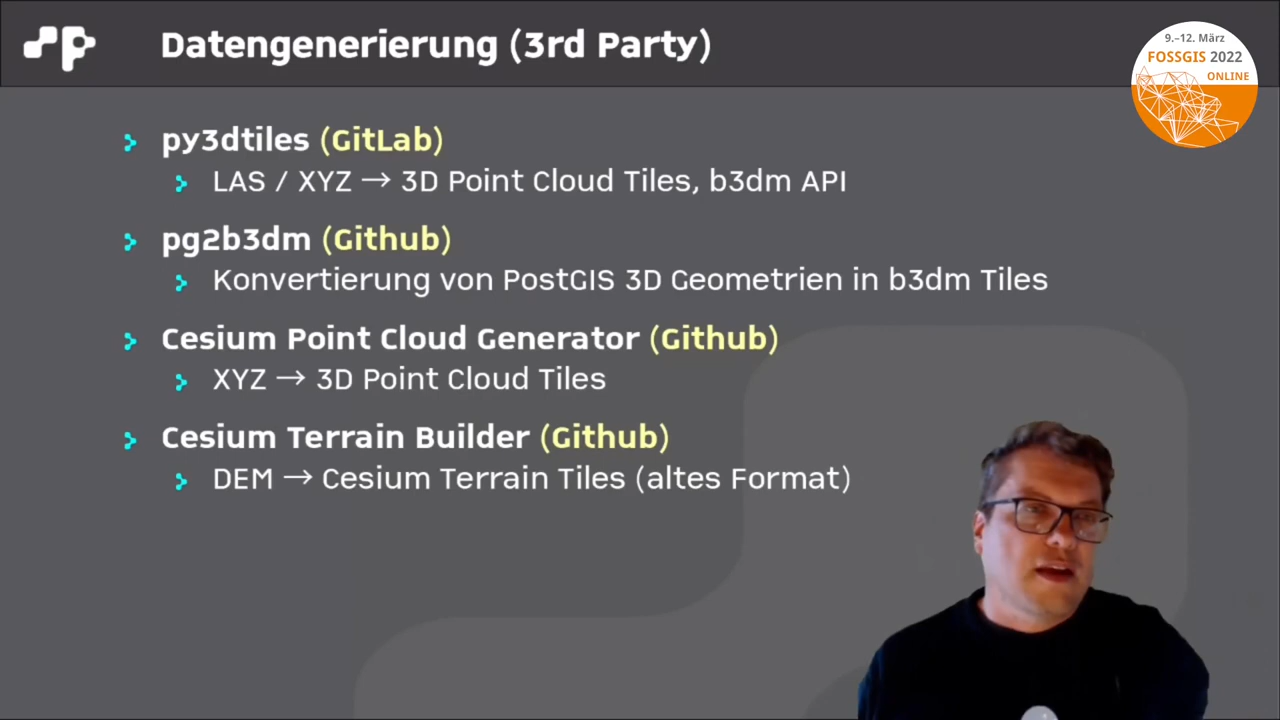 Datengenerierung (3rd Party)
9.–12. März
FOSSGIS 2022
ONLINE
py3dtiles (GitLab)
LAS / XYZ → 3D Point Cloud Tiles, b3dm API
pg2b3dm (Github)
Konvertierung von PostGIS 3D Geometrien in b3dm Tiles
Cesium Point Cloud Generator (Github)
XYZ → 3D Point Cloud Tiles
Cesium Terrain Builder (Github)
DEM → Cesium Terrain Tiles (altes Format)